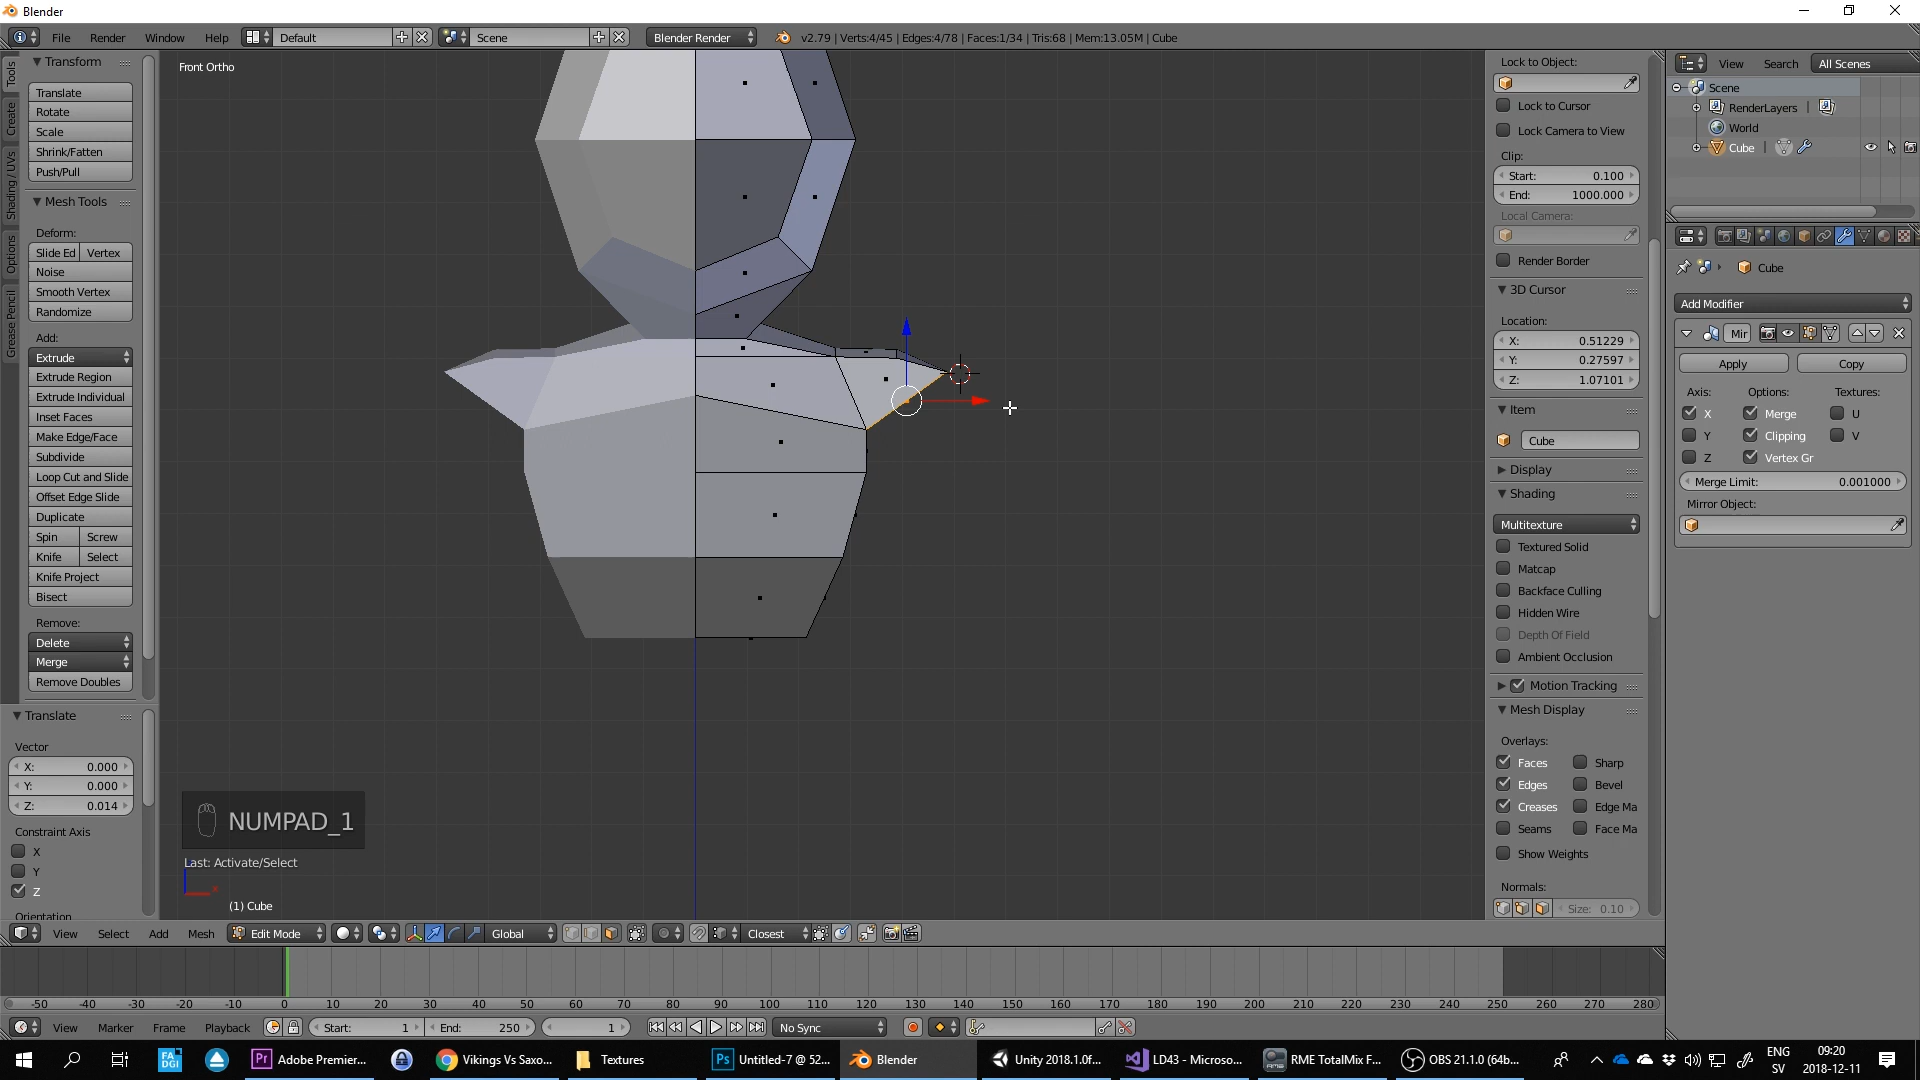 Blender
File Render Window Help Default Scene Blender Render v2.79 | Verts:4/45 | Edges:4/78 | Faces:1/34 | Tris:68 | Mem:13.05M | Cube
Tools
Create
Shading / UVs
Options
Grease Pencil
Transform
Translate
Rotate
Scale
Shrink/Fatten
Push/Pull
Mesh Tools
Deform:
Slide Ed Vertex
Noise
Smooth Vertex
Randomize
Add:
Extrude
Extrude Region
Extrude Individual
Inset Faces
Make Edge/Face
Subdivide
Loop Cut and Slide
Offset Edge Slide
Duplicate
Spin Screw
Knife Select
Knife Project
Bisect
Remove:
Delete
Merge
Remove Doubles
Translate
Vector
X: 0.000
Y: 0.000
Z: 0.014
Constraint Axis
X
Y
Z
Orientation
Front Ortho
NUMPAD_1
Last: Activate/Select
(1) Cube
Lock to Object:
Lock to Cursor
Lock Camera to View
Clip:
Start: 0.100
End: 1000.000
Local Camera:
Render Border
3D Cursor
Location:
X: 0.51229
Y: 0.27597
Z: 1.07101
Item
Cube
Display
Shading
Multitexture
Textured Solid
Matcap
Backface Culling
Hidden Wire
Depth Of Field
Ambient Occlusion
Motion Tracking
Mesh Display
Overlays:
Faces Sharp
Edges Bevel
Creases Edge Ma
Seams Face Ma
Show Weights
Normals:
Size: 0.10
View Search All Scenes
Scene
RenderLayers
World
Cube
Cube
Add Modifier
Mir
Apply Copy
Axis: Options: Textures:
X Merge U
Y Clipping V
Z Vertex Gr
Merge Limit: 0.001000
Mirror Object:
View Select Add Mesh Edit Mode Global Closest
-50 -40 -30 -20 -10 0 10 20 30 40 50 60 70 80 90 100 110 120 130 140 150 160 170 180 190 200 210 220 230 240 250 260 270 280
View Marker Frame Playback Start: 1 End: 250 1 No Sync
FA DGI Adobe Premier... Vikings Vs Saxo... Textures Untitled-7 @ 52... Blender Unity 2018.1.0f... LD43 - Microso... RME TotalMix F... OBS 21.1.0 (64b...
ENG
SV
09:20
2018-12-11